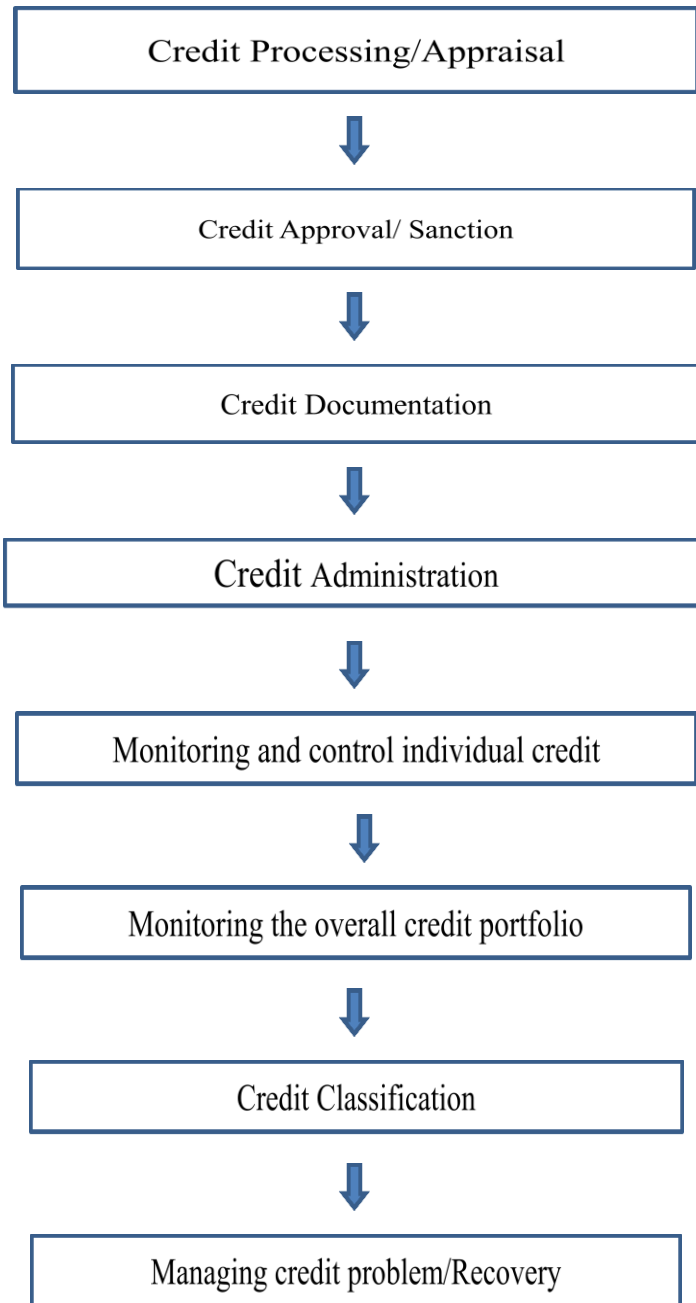 Credit Processing/Appraisal
Credit Approval/ Sanction
Credit Documentation
Credit Administration
Monitoring and control individual credit
Monitoring the overall credit portfolio
Credit Classification
Managing credit problem/Recovery